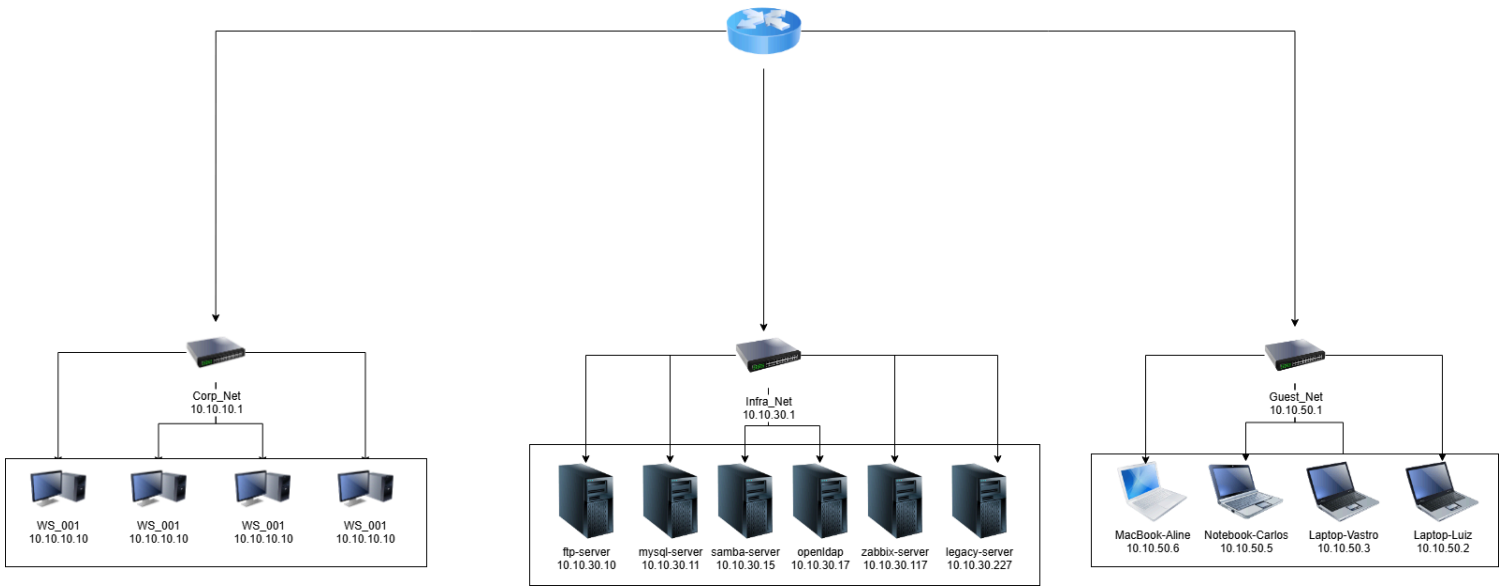 Corp_Net
10.10.10.1
Infra_Net
10.10.30.1
Guest_Net
10.10.50.1
WS_001
10.10.10.10
WS_001
10.10.10.10
WS_001
10.10.10.10
WS_001
10.10.10.10
ftp-server
10.10.30.10
mysql-server
10.10.30.11
samba-server
10.10.30.15
openldap
10.10.30.17
zabbix-server
10.10.30.117
legacy-server
10.10.30.227
MacBook-Aline
10.10.50.6
Notebook-Carlos
10.10.50.5
Laptop-Vastro
10.10.50.3
Laptop-Luiz
10.10.50.2